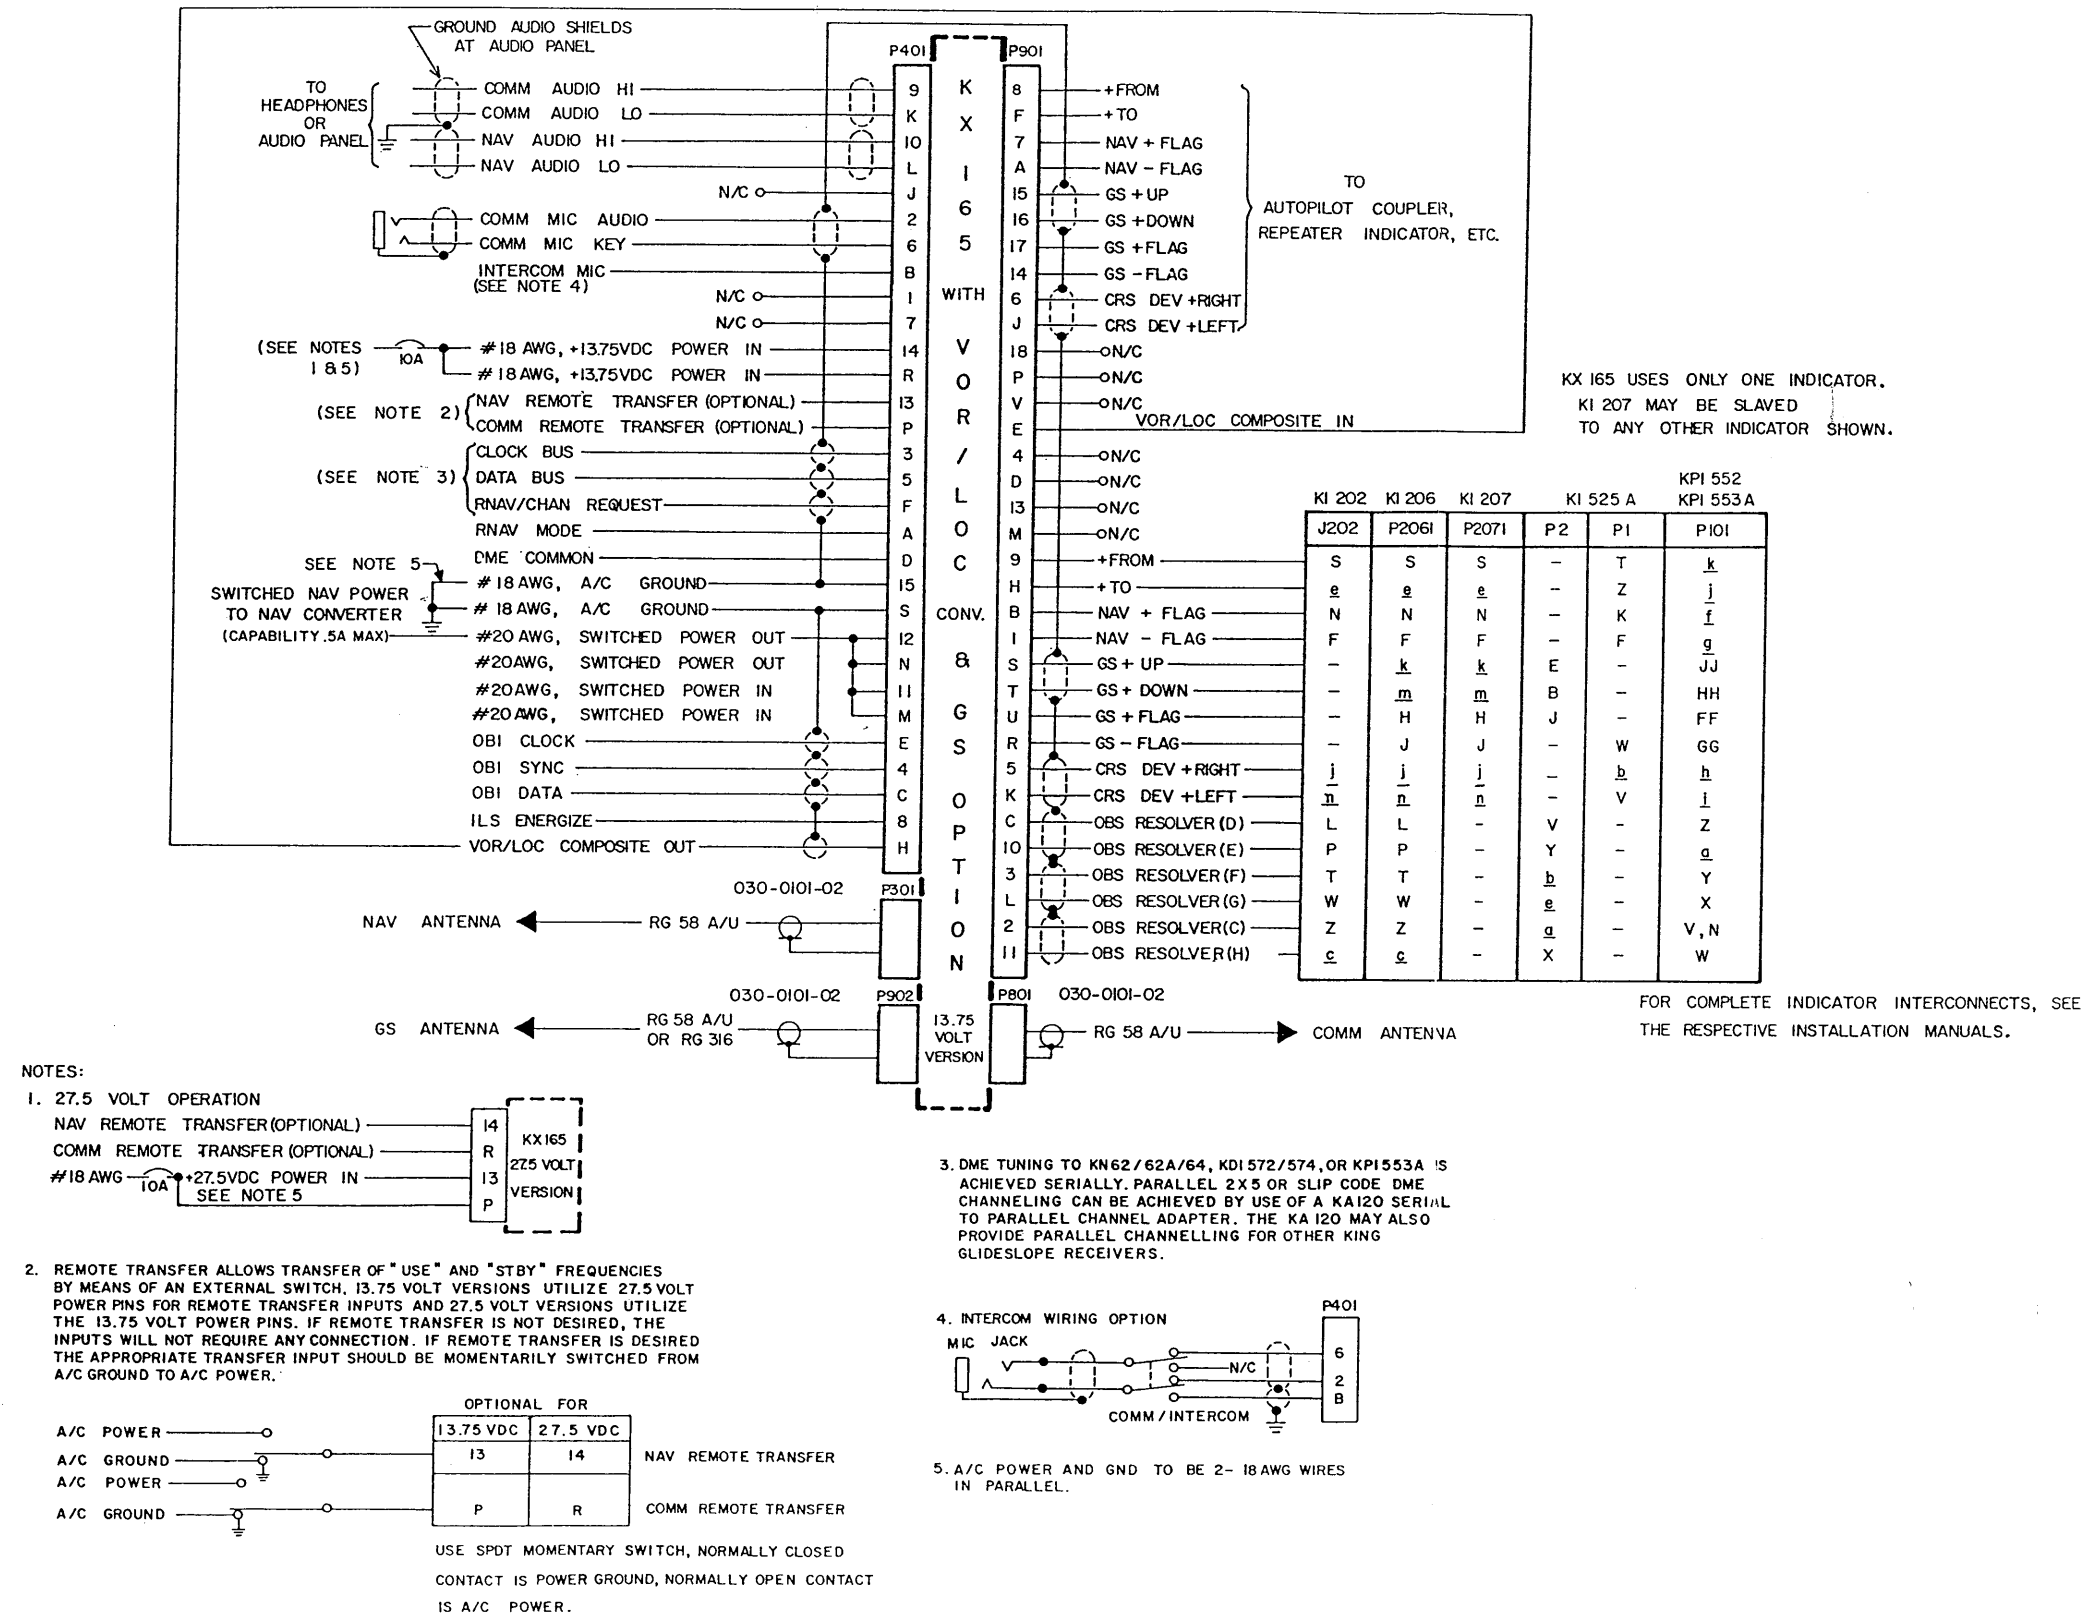 GROUND AUDIO SHIELDS
AT AUDIO PANEL
TO
HEADPHONES
OR
AUDIO PANEL
P401
P901
COMM AUDIO HI 9
COMM AUDIO LO K
NAV AUDIO HI 10
NAV AUDIO LO L
N/C J
COMM MIC AUDIO 2
COMM MIC KEY 6
INTERCOM MIC B
(SEE NOTE 4)
N/C 1
N/C 7
(SEE NOTES
1 & 5)
10A
#18 AWG, +13.75VDC POWER IN 14
#18 AWG, +13.75VDC POWER IN R
(SEE NOTE 2)
NAV REMOTE TRANSFER (OPTIONAL) 13
COMM REMOTE TRANSFER (OPTIONAL) P
(SEE NOTE 3)
CLOCK BUS 3
DATA BUS 5
RNAV/CHAN REQUEST F
RNAV MODE A
DME COMMON D
SEE NOTE 5
#18 AWG, A/C GROUND 15
#18 AWG, A/C GROUND S
SWITCHED NAV POWER
TO NAV CONVERTER
(CAPABILITY .5A MAX)
#20 AWG, SWITCHED POWER OUT 12
#20AWG, SWITCHED POWER OUT N
#20AWG, SWITCHED POWER IN 11
#20AWG, SWITCHED POWER IN M
OBI CLOCK E
OBI SYNC 4
OBI DATA C
ILS ENERGIZE 8
VOR/LOC COMPOSITE OUT H
KX 165
WITH
VOR/LOC
CONV.
& GS OPTION
13.75
VOLT
VERSION
8 +FROM
F +TO
7 NAV + FLAG
A NAV - FLAG
15 GS + UP
16 GS +DOWN
17 GS +FLAG
14 GS -FLAG
6 CRS DEV +RIGHT
J CRS DEV +LEFT
TO
AUTOPILOT COUPLER,
REPEATER INDICATOR, ETC.
18 N/C
P N/C
V N/C
E VOR/LOC COMPOSITE IN
4 N/C
D N/C
13 N/C
M N/C
KX 165 USES ONLY ONE INDICATOR.
KI 207 MAY BE SLAVED
TO ANY OTHER INDICATOR SHOWN.
KPI 552
KI 202 KI 206 KI 207 KI 525 A KPI 553A
J202 P2061 P2071 P2 P1 P101
9 +FROM S S S - T k
H +TO e e e - Z j
B NAV + FLAG N N N - K f
1 NAV - FLAG F F F - F g
S GS + UP - k k E - JJ
T GS + DOWN - m m B - HH
U GS + FLAG - H H J - FF
R GS - FLAG - J J - W GG
5 CRS DEV +RIGHT j j j - b h
K CRS DEV +LEFT n n n - V i
C OBS RESOLVER (D) L L - V - Z
10 OBS RESOLVER (E) P P - Y - a
3 OBS RESOLVER (F) T T - b - Y
L OBS RESOLVER (G) W W - e - X
2 OBS RESOLVER (C) Z Z - a - V,N
11 OBS RESOLVER (H) c c - X - W
FOR COMPLETE INDICATOR INTERCONNECTS, SEE
THE RESPECTIVE INSTALLATION MANUALS.
030-0101-02 P301
NAV ANTENNA RG 58 A/U
030-0101-02 P902
GS ANTENNA RG 58 A/U
OR RG 316
P801 030-0101-02
RG 58 A/U COMM ANTENNA
NOTES:
1. 27.5 VOLT OPERATION
NAV REMOTE TRANSFER (OPTIONAL) 14
COMM REMOTE TRANSFER (OPTIONAL) R
#18 AWG 10A +27.5VDC POWER IN 13
SEE NOTE 5 P
KX165
27.5 VOLT
VERSION
2. REMOTE TRANSFER ALLOWS TRANSFER OF "USE" AND "STBY" FREQUENCIES
BY MEANS OF AN EXTERNAL SWITCH, 13.75 VOLT VERSIONS UTILIZE 27.5 VOLT
POWER PINS FOR REMOTE TRANSFER INPUTS AND 27.5 VOLT VERSIONS UTILIZE
THE 13.75 VOLT POWER PINS. IF REMOTE TRANSFER IS NOT DESIRED, THE
INPUTS WILL NOT REQUIRE ANY CONNECTION. IF REMOTE TRANSFER IS DESIRED
THE APPROPRIATE TRANSFER INPUT SHOULD BE MOMENTARILY SWITCHED FROM
A/C GROUND TO A/C POWER.
OPTIONAL FOR
13.75 VDC 27.5 VDC
A/C POWER
A/C GROUND
13 14 NAV REMOTE TRANSFER
A/C POWER
A/C GROUND
P R COMM REMOTE TRANSFER
USE SPDT MOMENTARY SWITCH, NORMALLY CLOSED
CONTACT IS POWER GROUND, NORMALLY OPEN CONTACT
IS A/C POWER.
3. DME TUNING TO KN62/62A/64, KDI 572/574, OR KPI 553A IS
ACHIEVED SERIALLY. PARALLEL 2X5 OR SLIP CODE DME
CHANNELING CAN BE ACHIEVED BY USE OF A KA120 SERIAL
TO PARALLEL CHANNEL ADAPTER. THE KA 120 MAY ALSO
PROVIDE PARALLEL CHANNELLING FOR OTHER KING
GLIDESLOPE RECEIVERS.
4. INTERCOM WIRING OPTION
P401
MIC JACK
6
N/C
2
B
COMM / INTERCOM
5. A/C POWER AND GND TO BE 2- 18 AWG WIRES
IN PARALLEL.